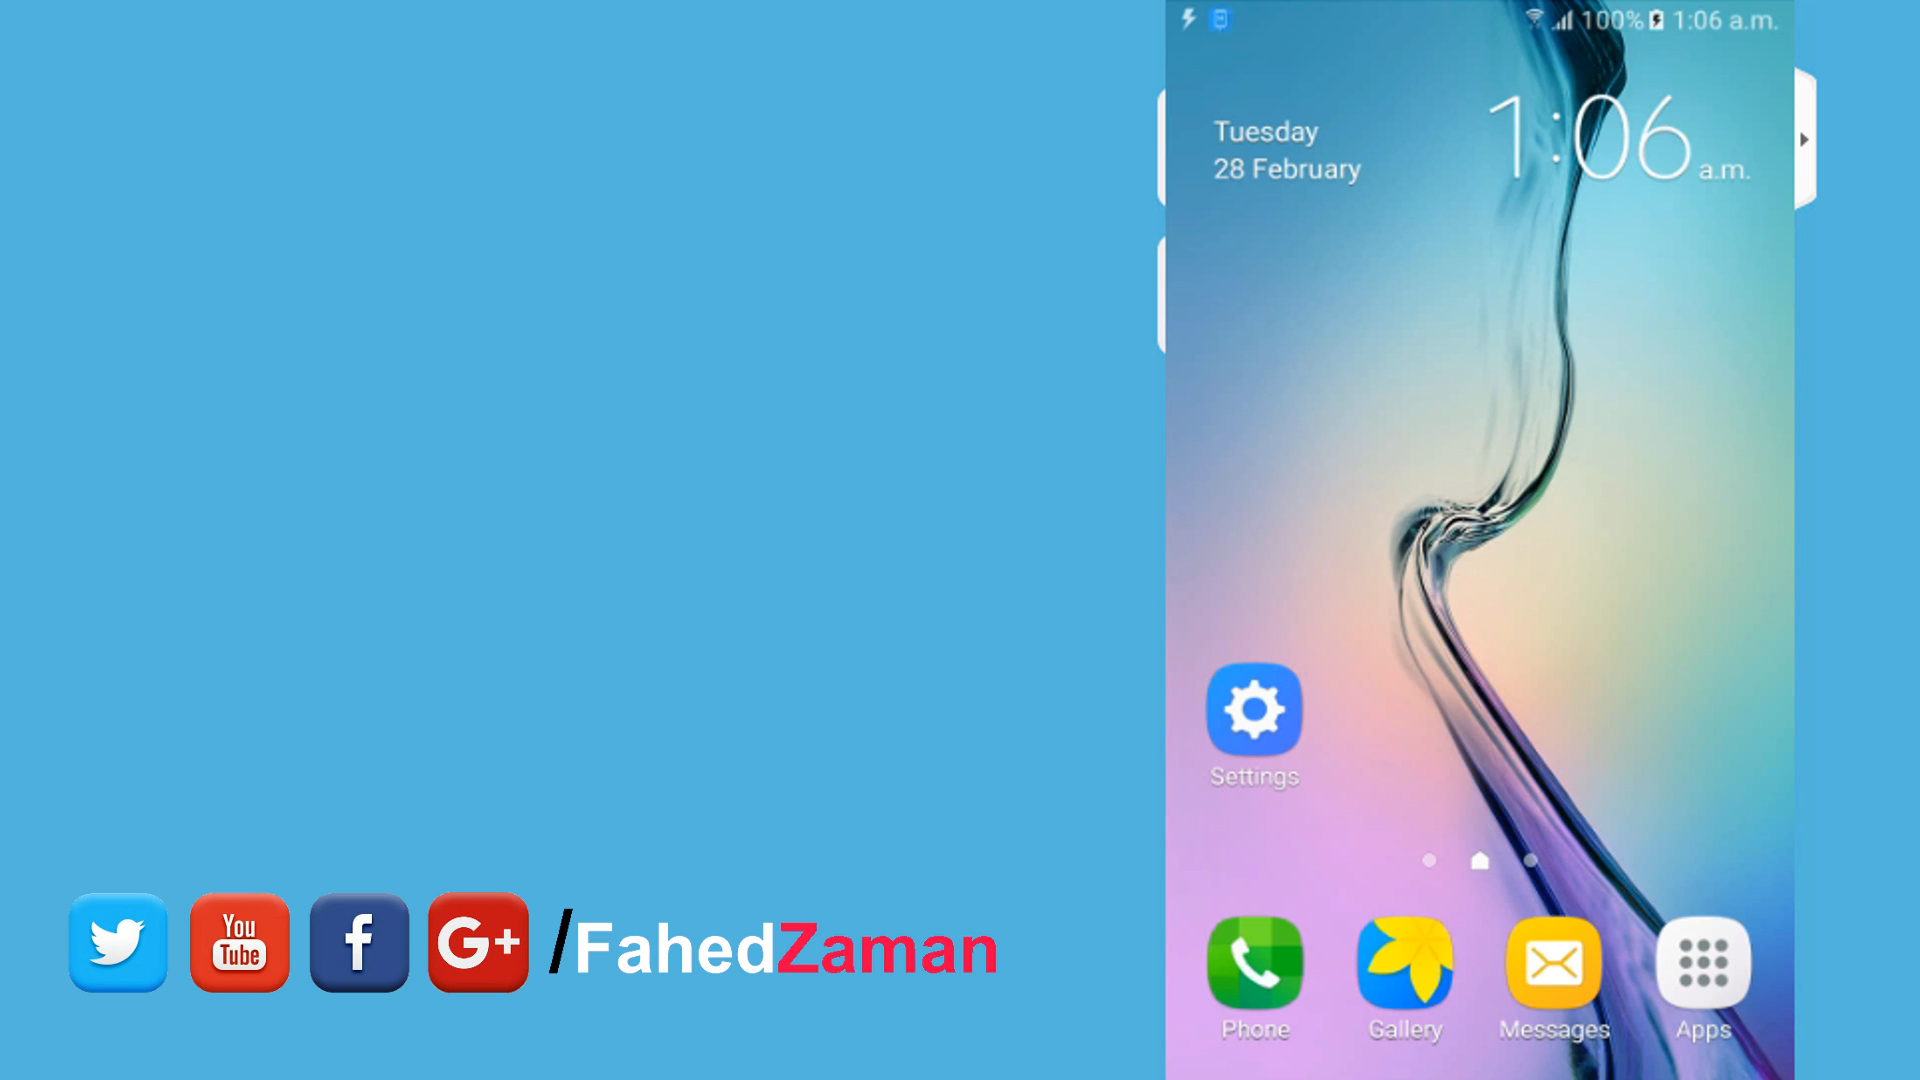 100% 1:06 a.m.
Tuesday
28 February
1:06 a.m.
Settings
You
Tube
f
G+
/FahedZaman
Phone
Gallery
Messages
Apps